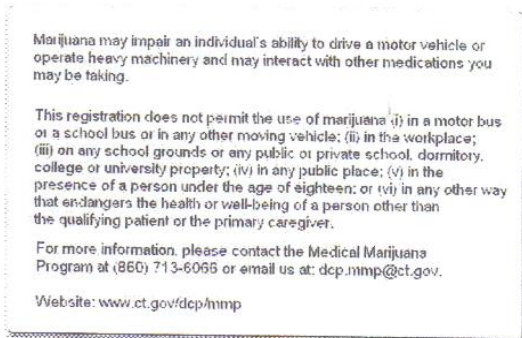 Marijuana may impair an individual's ability to drive a motor vehicle or
operate heavy machinery and may interact with other medications you
may be taking.
This registration does not permit the use of marijuana (i) in a motor bus
or a school bus or in any other moving vehicle; (ii) in the workplace;
(iii) on any school grounds or any public or private school, dormitory,
college or university property; (iv) in any public place; (v) in the
presence of a person under the age of eighteen; or (vi) in any other way
that endangers the health or well-being of a person other than
the qualifying patient or the primary caregiver.
For more information, please contact the Medical Marijuana
Program at (860) 713-6066 or email us at: dcp.mmp@ct.gov.
Website: www.ct.gov/dcp/mmp